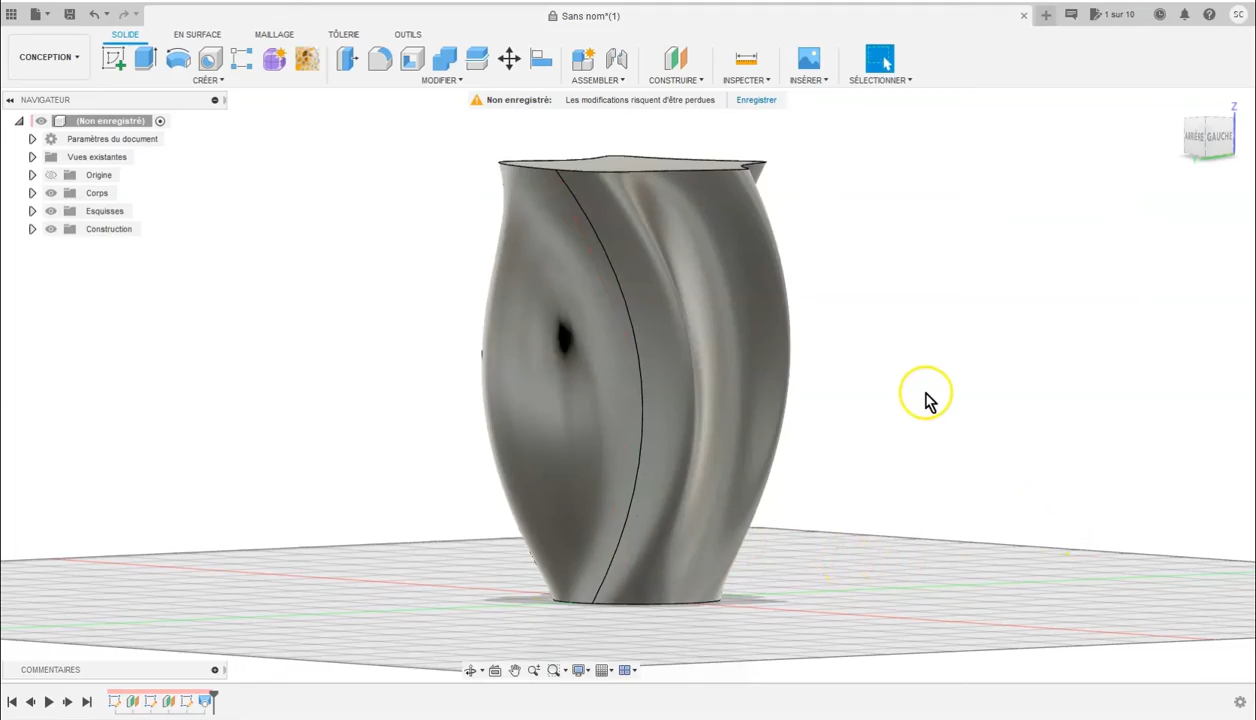 Sans nom*(1)
1 sur 10
SC
CONCEPTION
SOLIDE
EN SURFACE
MAILLAGE
TÔLERIE
OUTILS
CRÉER
MODIFIER
ASSEMBLER
CONSTRUIRE
INSPECTER
INSÉRER
SÉLECTIONNER
NAVIGATEUR
Non enregistré:
Les modifications risquent d'être perdues
Enregistrer
(Non enregistré)
Paramètres du document
Vues existantes
Origine
Corps
Esquisses
Construction
Z
ARRIÈRE
GAUCHE
COMMENTAIRES